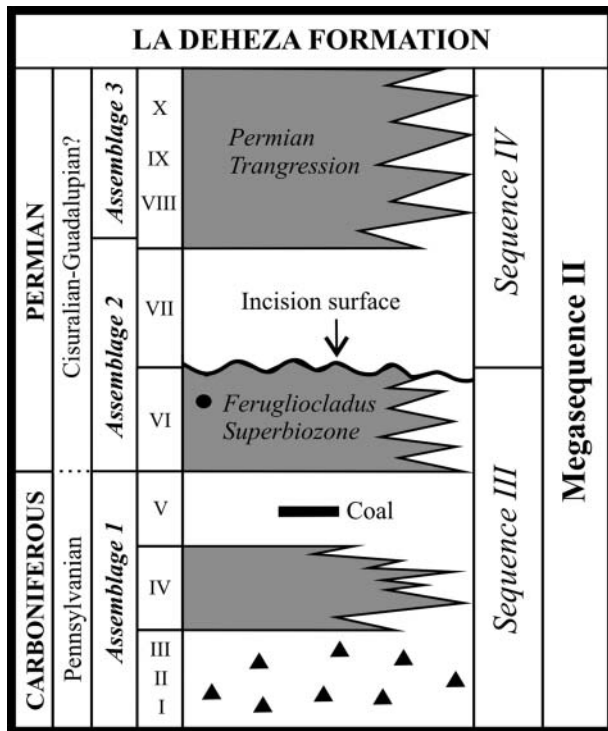 LA DEHEZA FORMATION
PERMIAN
CARBONIFEROUS
Cisuralian-Guadalupian?
Pennsylvanian
Assemblage 3
Assemblage 2
Assemblage 1
X
IX
VIII
VII
VI
V
IV
III
II
I
Permian
Trangression
Incision surface
Ferugliocladus
Superbiozone
Coal
Sequence IV
Sequence III
Megasequence II